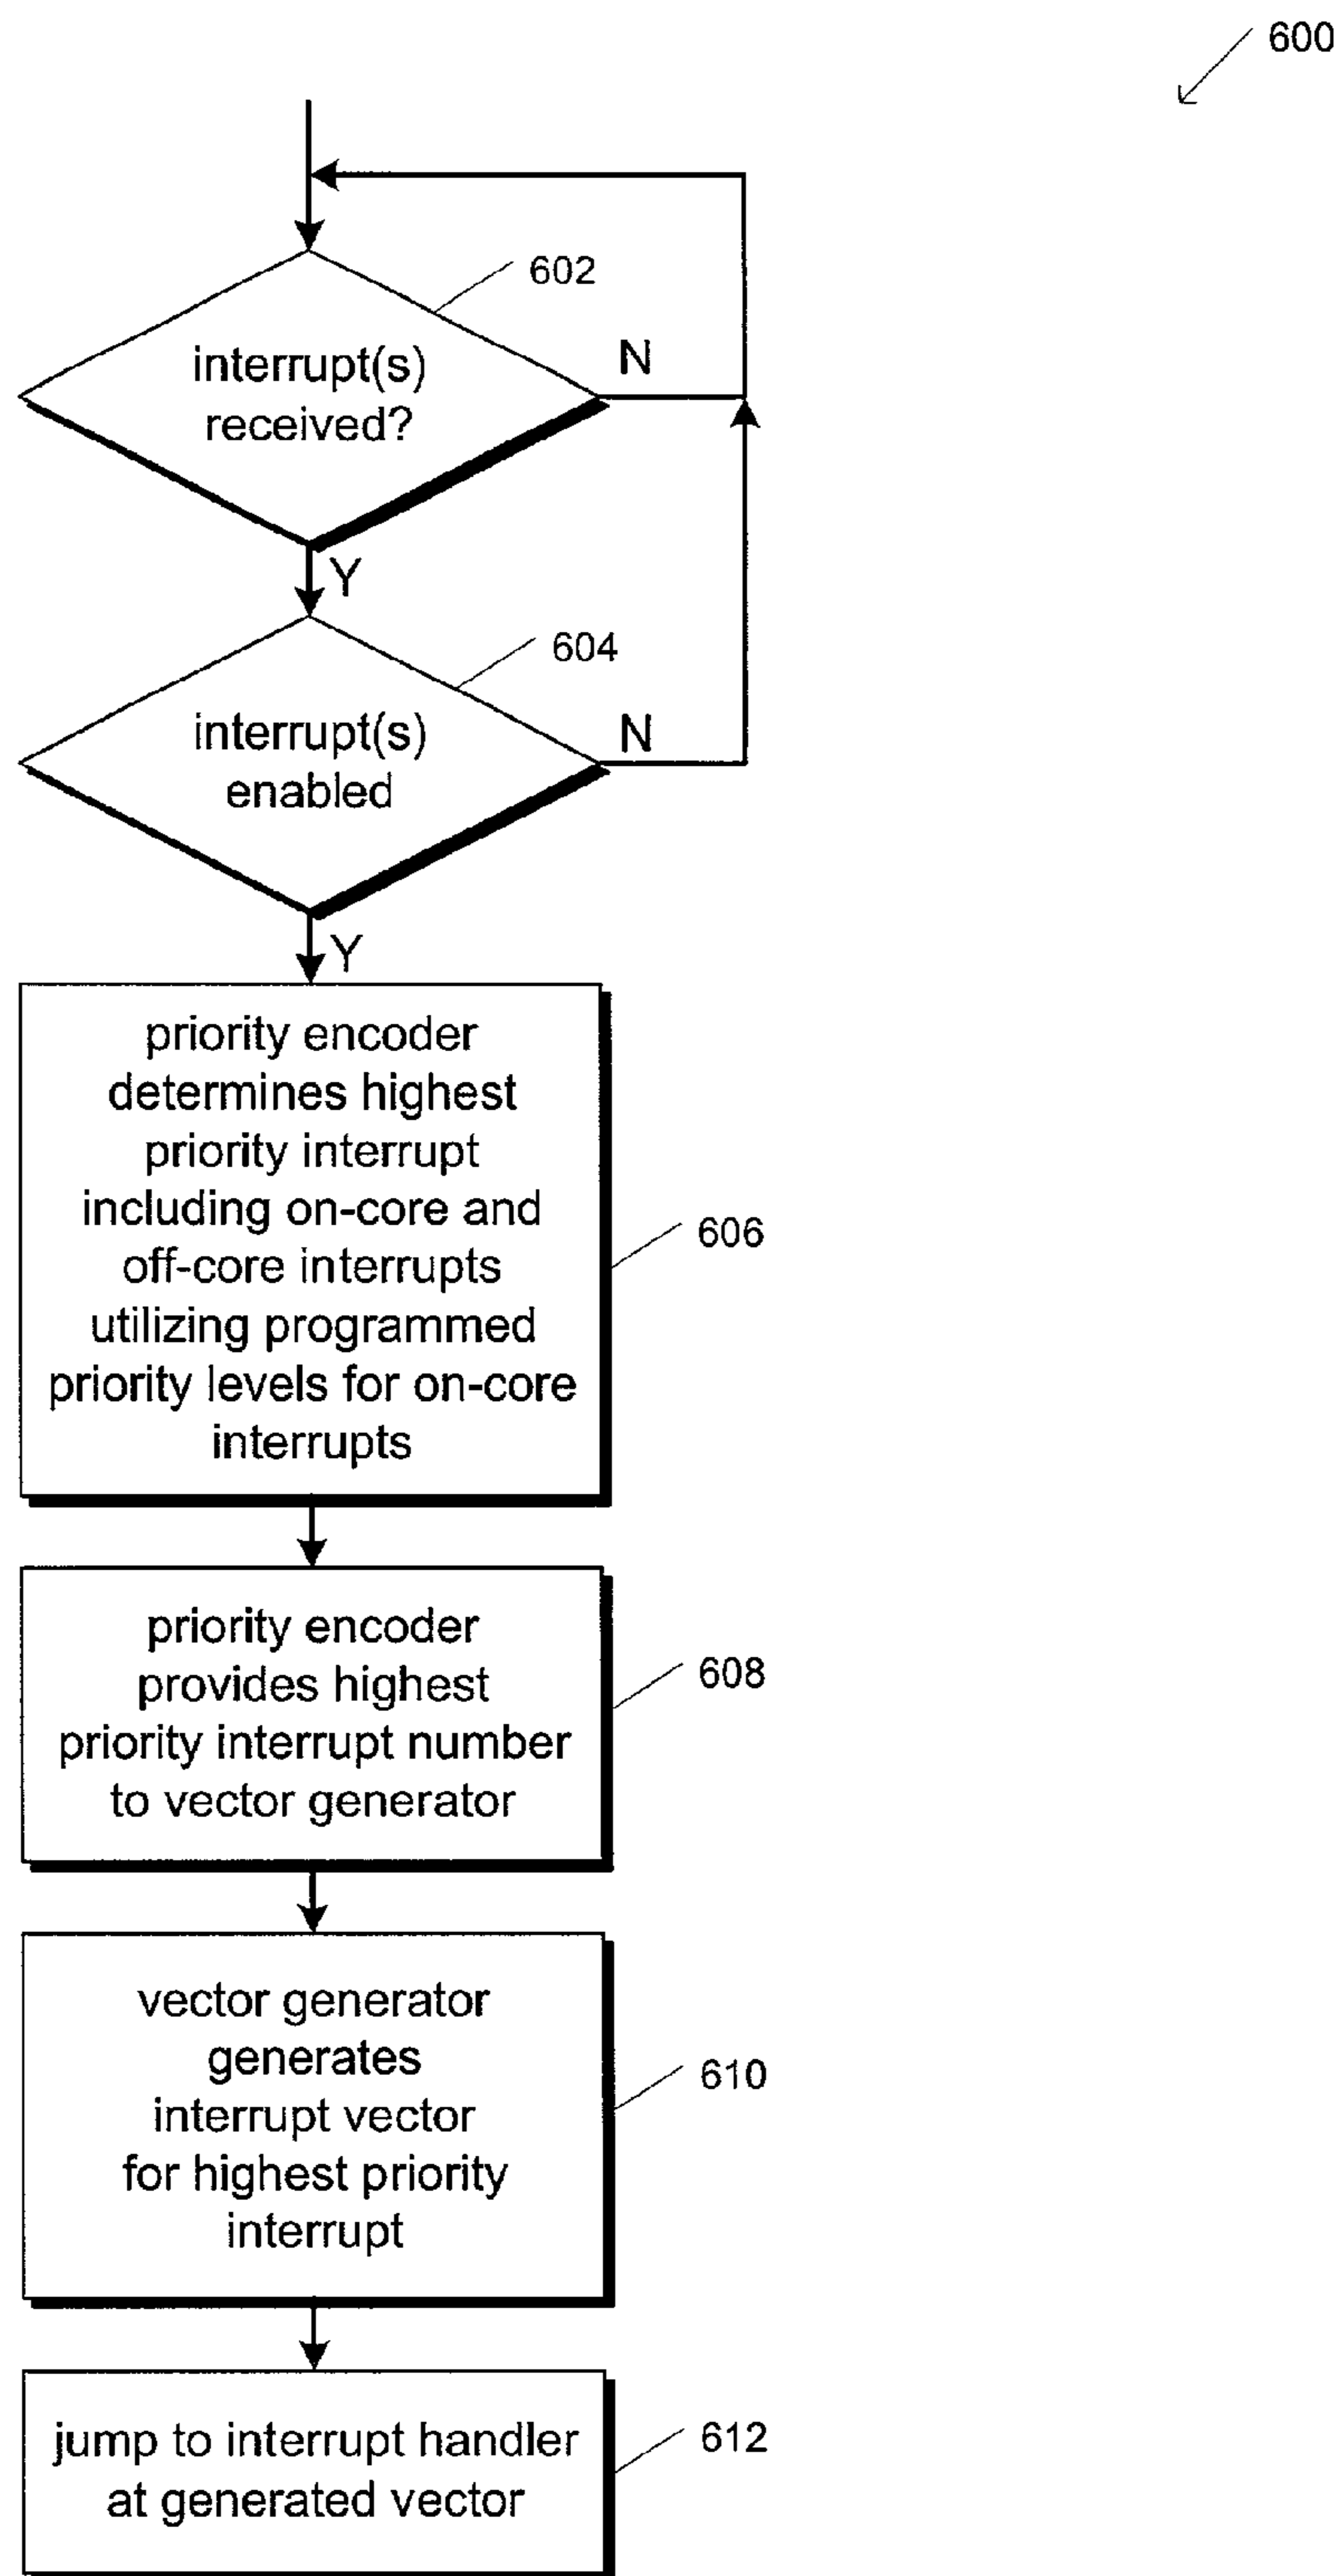 600
602
interrupt(s)
received?
N
Y
604
interrupt(s)
enabled
N
Y
priority encoder
determines highest
priority interrupt
including on-core and
off-core interrupts
utilizing programmed
priority levels for on-core
interrupts
606
priority encoder
provides highest
priority interrupt number
to vector generator
608
vector generator
generates
interrupt vector
for highest priority
interrupt
610
jump to interrupt handler
at generated vector
612